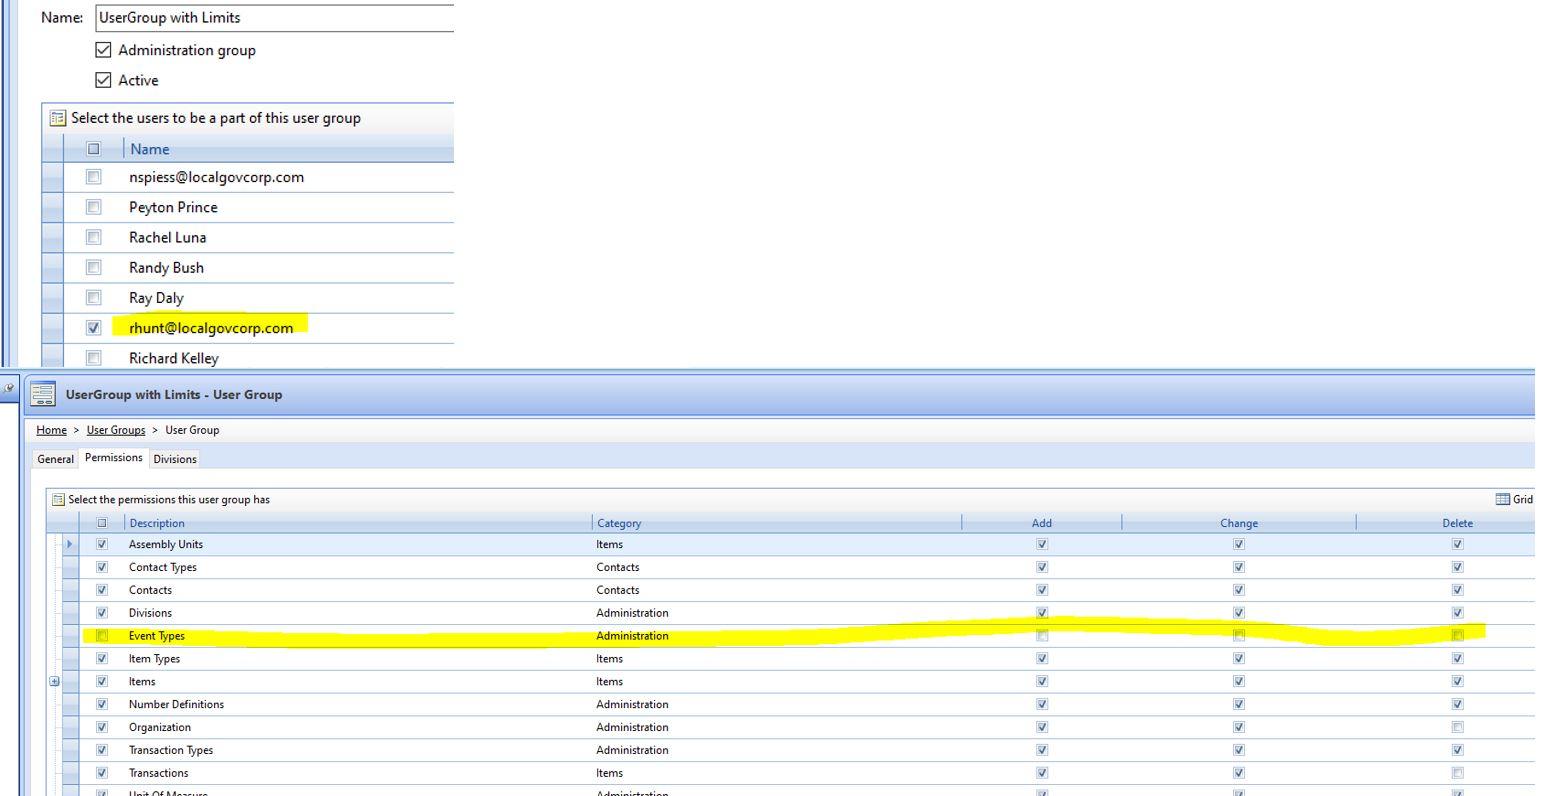 Name: UserGroup with Limits
Administration group
Active
Select the users to be a part of this user group
Name
nspiess@localgovcorp.com
Peyton Prince
Rachel Luna
Randy Bush
Ray Daly
rhunt@localgovcorp.com
Richard Kelley
UserGroup with Limits - User Group
Home > User Groups > User Group
General Permissions Divisions
Select the permissions this user group has Grid
Description Category Add Change Delete
Assembly Units Items
Contact Types Contacts
Contacts Contacts
Divisions Administration
Event Types Administration
Item Types Items
Items Items
Number Definitions Administration
Organization Administration
Transaction Types Administration
Transactions Items
Unit Of Measure Administration